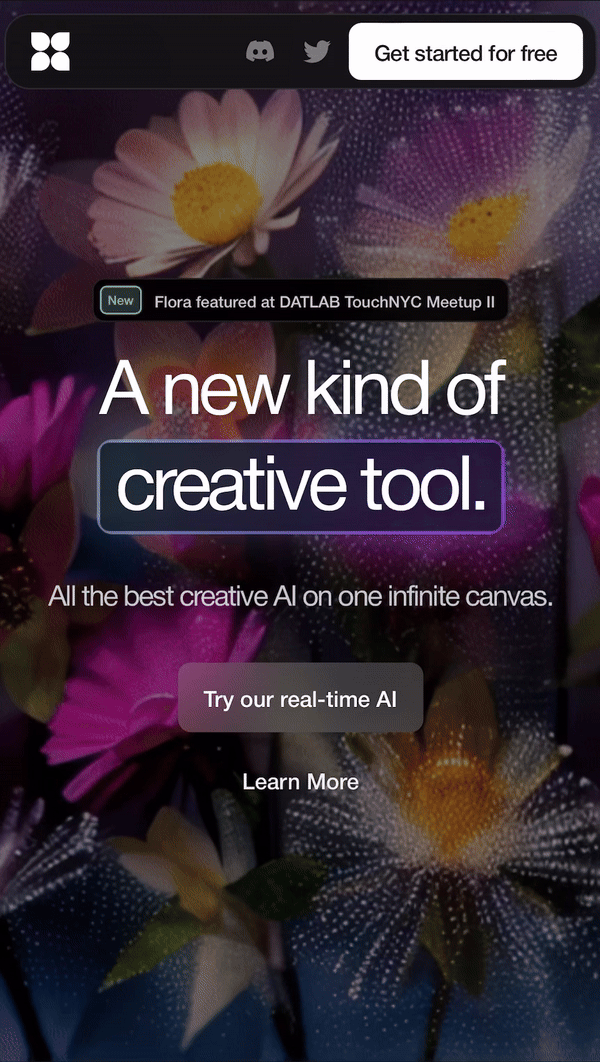 Get started for free
New
Flora featured at DATLAB TouchNYC Meetup II
A new kind of
creative tool.
All the best creative AI on one infinite canvas.
Try our real-time AI
Learn More